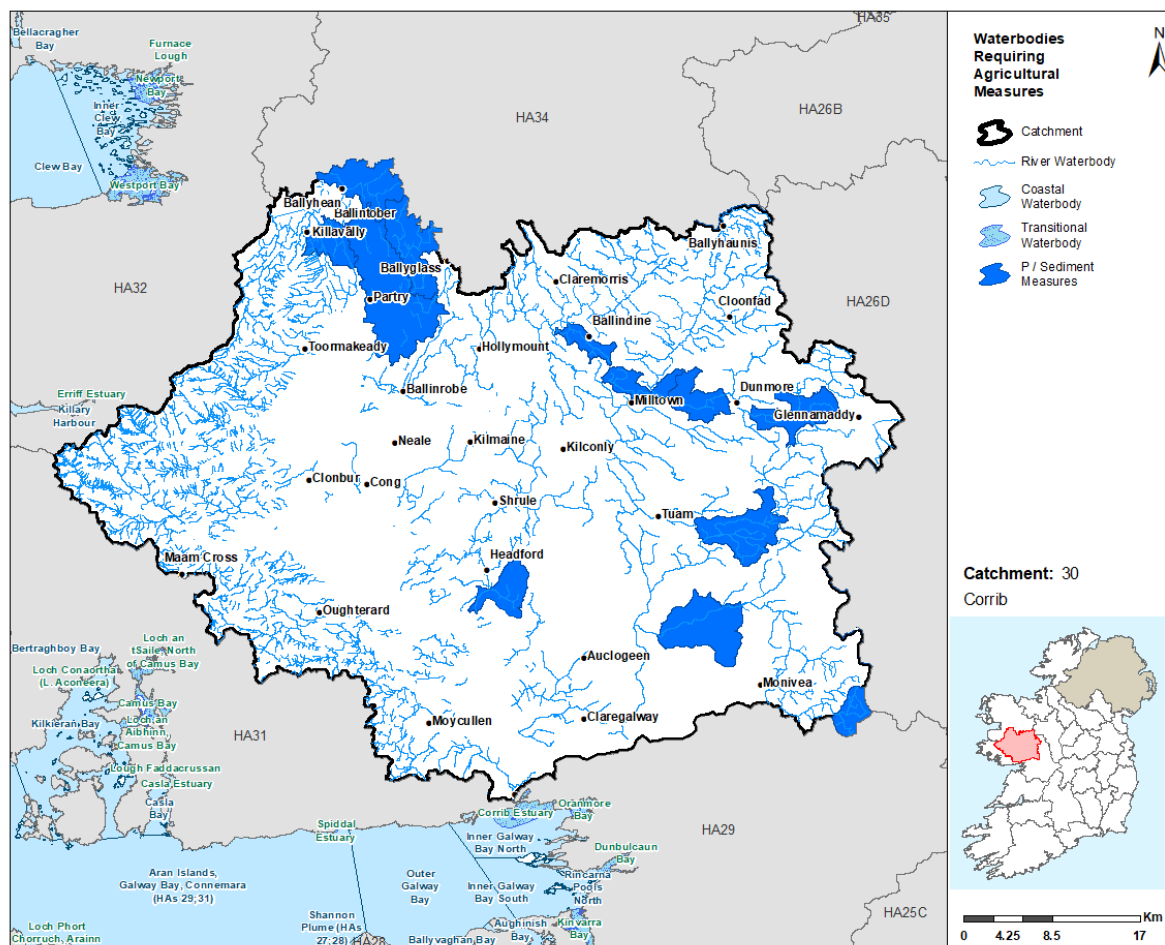 HA35
Bellacragher
Bay
Furnace
Lough
Newport
Bay
Inner
Clew
Bay
Clew Bay
Westport Bay
HA34
HA26B
HA32
HA26D
Ballyhean
Ballintober
Killavally
Ballyglass
Partry
Ballyhaunis
Claremorris
Cloonfad
Ballindine
Toormakeady
Hollymount
Ballinrobe
Milltown
Dunmore
Glennamaddy
Erriff Estuary
Killary
Harbour
Neale
Kilmaine
Kilconly
Clonbur
Cong
Shrule
Tuam
Maam Cross
Headford
Oughterard
Auclogeen
Monivea
Moycullen
Claregalway
Loch an
tSaile, North
of Camus Bay
Bertraghboy Bay
Loch Conaortha
(L. Aconeera)
Camus Bay
Kilkieran Bay
Loch an
Aibhinn,
Camus Bay
HA31
Lough Faddacrussan
Casla Estuary
Casla
Bay
Spiddal
Estuary
Corrib Estuary
Oranmore
Bay
HA29
Inner Galway
Bay North
Dunbulcaun
Bay
Aran Islands,
Galway Bay, Connemara
(HAs 29;31)
Outer
Galway
Bay
Inner Galway
Bay South
Rincarna
Pools
North
Shannon
Plume (HAs
27;28)
HA28
Aughinish
Bay
Kinvarra
Bay
Ballyvaghan Bay
Loch Phort
Chorruch, Arainn
HA25C
Waterbodies
Requiring
Agricultural
Measures
N
Catchment
River Waterbody
Coastal
Waterbody
Transitional
Waterbody
P / Sediment
Measures
Catchment: 30
Corrib
Km
0 4.25 8.5 17